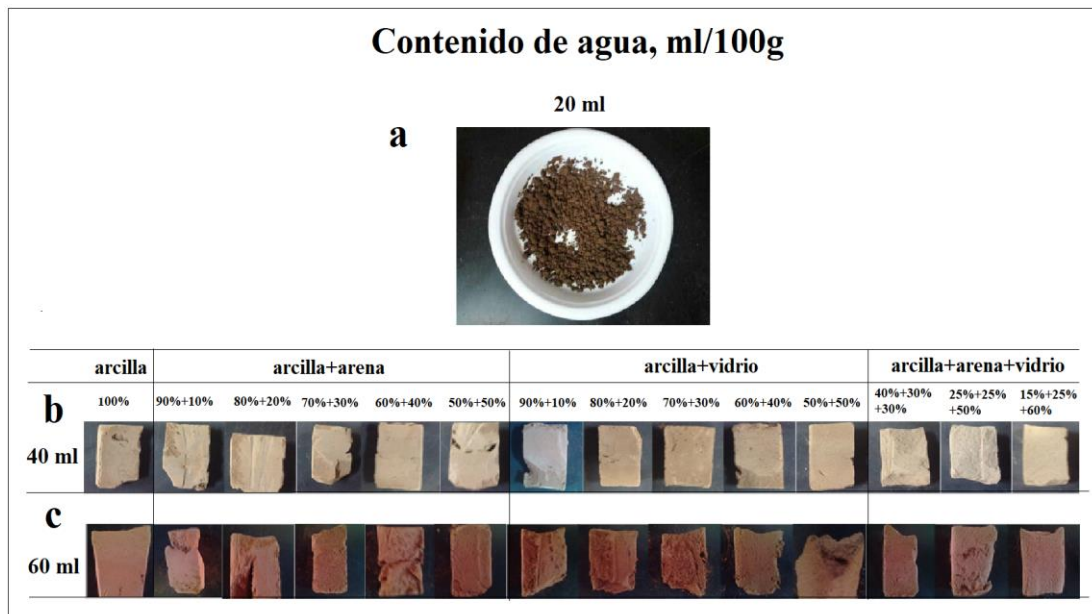 Contenido de agua, ml/100g
20 ml
a
arcilla arcilla+arena arcilla+vidrio arcilla+arena+vidrio
b
100% 90%+10% 80%+20% 70%+30% 60%+40% 50%+50% 90%+10% 80%+20% 70%+30% 60%+40% 50%+50% 40%+30% 25%+25% 15%+25%
+30% +50% +60%
40 ml
c
60 ml